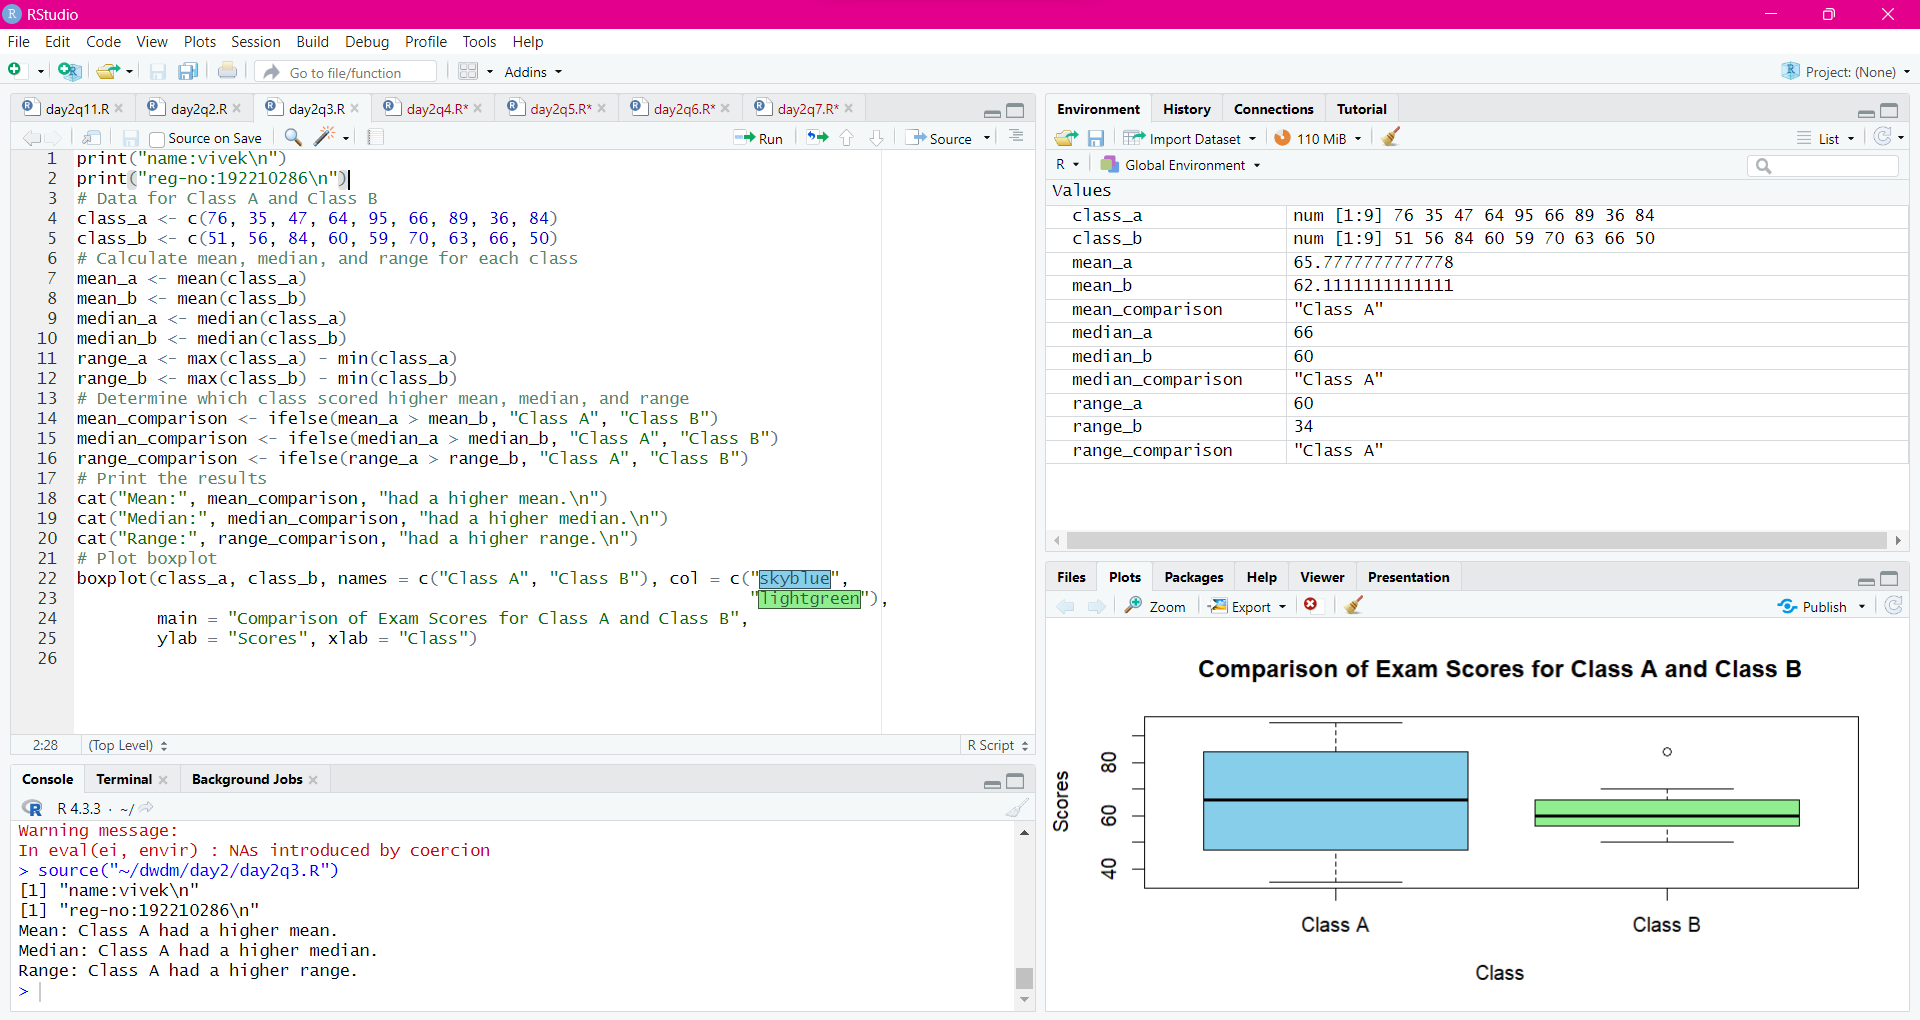 RStudio
File Edit Code View Plots Session Build Debug Profile Tools Help
Go to file/function Addins Project: (None)
day2q11.R day2q2.R day2q3.R day2q4.R* day2q5.R* day2q6.R* day2q7.R*
Source on Save Run Source
1 print("name:vivek\n")
2 print("reg-no:192210286\n")
3 # Data for Class A and Class B
4 class_a <- c(76, 35, 47, 64, 95, 66, 89, 36, 84)
5 class_b <- c(51, 56, 84, 60, 59, 70, 63, 66, 50)
6 # Calculate mean, median, and range for each class
7 mean_a <- mean(class_a)
8 mean_b <- mean(class_b)
9 median_a <- median(class_a)
10 median_b <- median(class_b)
11 range_a <- max(class_a) - min(class_a)
12 range_b <- max(class_b) - min(class_b)
13 # Determine which class scored higher mean, median, and range
14 mean_comparison <- ifelse(mean_a > mean_b, "Class A", "Class B")
15 median_comparison <- ifelse(median_a > median_b, "Class A", "Class B")
16 range_comparison <- ifelse(range_a > range_b, "Class A", "Class B")
17 # Print the results
18 cat("Mean:", mean_comparison, "had a higher mean.\n")
19 cat("Median:", median_comparison, "had a higher median.\n")
20 cat("Range:", range_comparison, "had a higher range.\n")
21 # Plot boxplot
22 boxplot(class_a, class_b, names = c("Class A", "Class B"), col = c("skyblue",
23 "lightgreen"),
24 main = "Comparison of Exam Scores for Class A and Class B",
25 ylab = "Scores", xlab = "Class")
26
2:28 (Top Level) R Script
Console Terminal Background Jobs
R 4.3.3 · ~/
Warning message:
In eval(ei, envir) : NAs introduced by coercion
> source("~/dwdm/day2/day2q3.R")
[1] "name:vivek\n"
[1] "reg-no:192210286\n"
Mean: Class A had a higher mean.
Median: Class A had a higher median.
Range: Class A had a higher range.
>
Environment History Connections Tutorial
Import Dataset 110 MiB List
R Global Environment
Values
class_a num [1:9] 76 35 47 64 95 66 89 36 84
class_b num [1:9] 51 56 84 60 59 70 63 66 50
mean_a 65.7777777777778
mean_b 62.1111111111111
mean_comparison "Class A"
median_a 66
median_b 60
median_comparison "Class A"
range_a 60
range_b 34
range_comparison "Class A"
Files Plots Packages Help Viewer Presentation
Zoom Export Publish
Comparison of Exam Scores for Class A and Class B
Scores
80
60
40
Class A Class B
Class